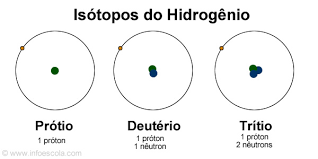 Isótopos do Hidrogênio
Prótio
1 próton
Deutério
1 próton
1 nêutron
Trítio
1 próton
2 nêutrons
© www.infoescola.com